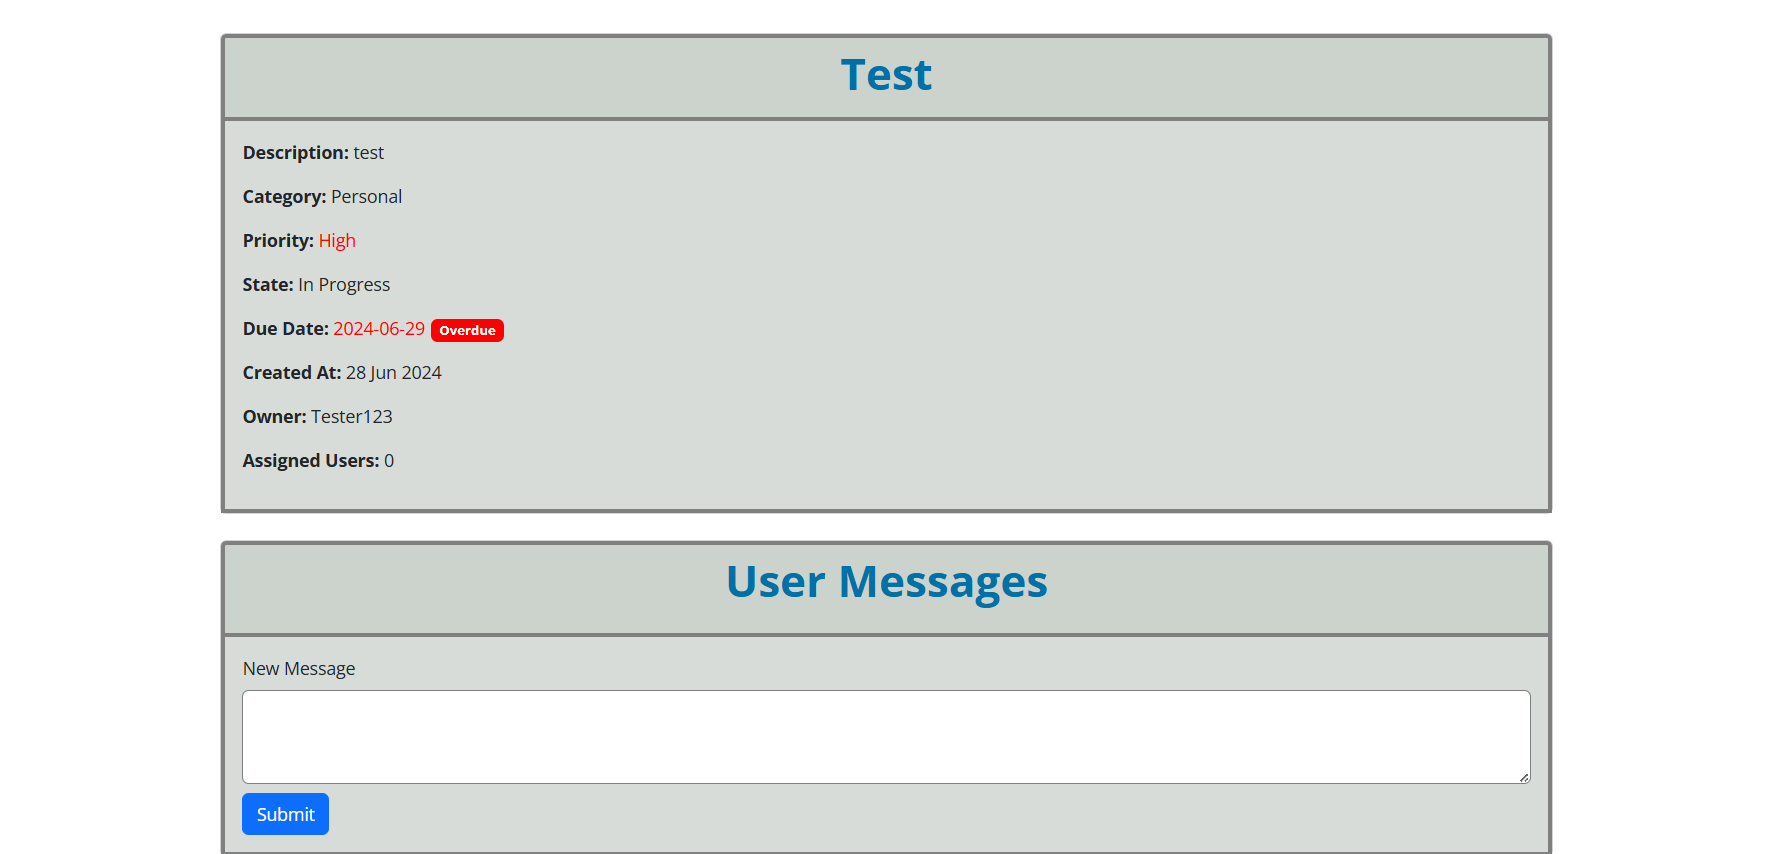 Test
Description: test
Category: Personal
Priority: High
State: In Progress
Due Date: 2024-06-29 Overdue
Created At: 28 Jun 2024
Owner: Tester123
Assigned Users: 0
User Messages
New Message
Submit